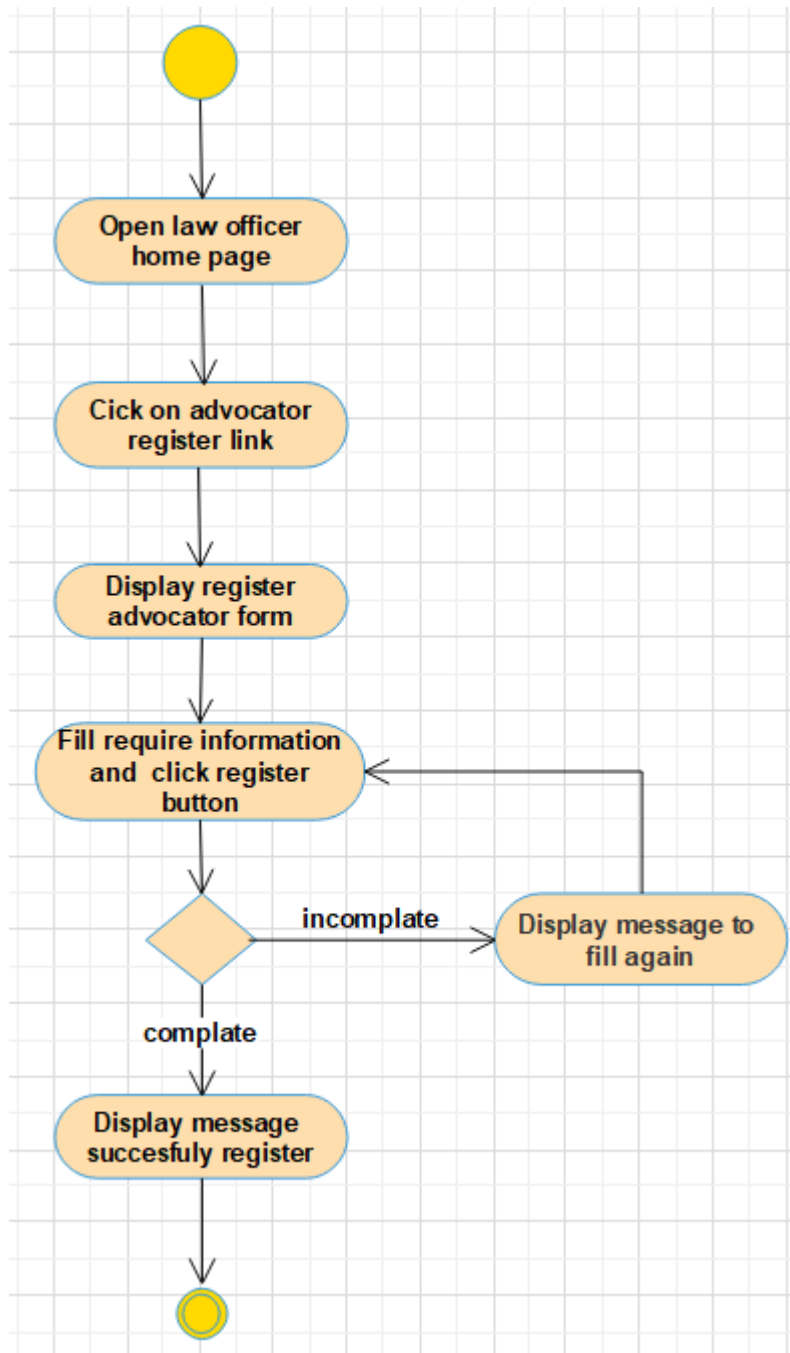 Open law officer
home page
Cick on advocator
register link
Display register
advocator form
Fill require information
and click register
button
incomplate
Display message to
fill again
complate
Display message
succesfuly register